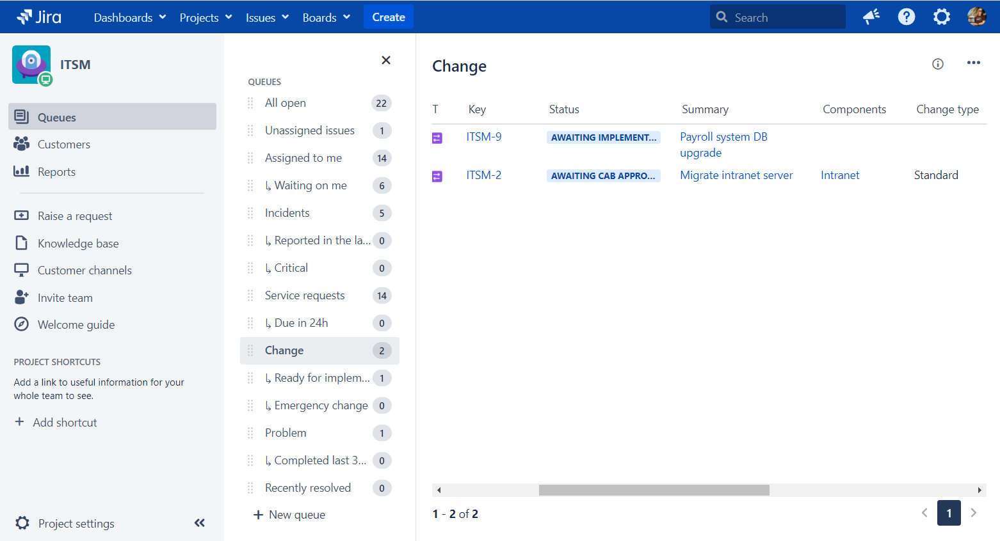 Jira
Dashboards
Projects
Issues
Boards
Create
Search
ITSM
Queues
Customers
Reports
Raise a request
Knowledge base
Customer channels
Invite team
Welcome guide
PROJECT SHORTCUTS
Add a link to useful information for your
whole team to see.
+ Add shortcut
Project settings
QUEUES
All open 22
Unassigned issues 1
Assigned to me 14
↳ Waiting on me 6
Incidents 5
↳ Reported in the la... 0
↳ Critical 0
Service requests 14
↳ Due in 24h 0
Change 2
↳ Ready for implem... 1
↳ Emergency change 0
Problem 1
↳ Completed last 3... 0
Recently resolved 0
+ New queue
Change
T Key Status Summary Components Change type
ITSM-9 AWAITING IMPLEMENT... Payroll system DB
upgrade
ITSM-2 AWAITING CAB APPRO... Migrate intranet server Intranet Standard
1 - 2 of 2
1